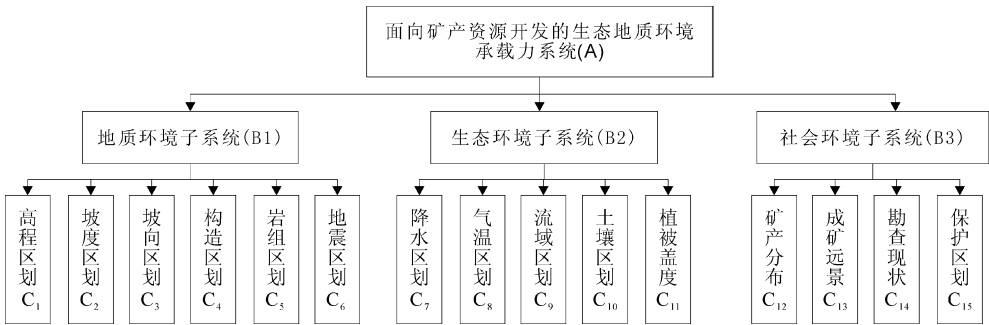 面向矿产资源开发的生态地质环境
承载力系统(A)
地质环境子系统(B1)
生态环境子系统(B2)
社会环境子系统(B3)
高程区划C₁
坡度区划C₂
坡向区划C₃
构造区划C₄
岩组区划C₅
地震区划C₆
降水区划C₇
气温区划C₈
流域区划C₉
土壤区划C₁₀
植被盖度C₁₁
矿产分布C₁₂
成矿远景C₁₃
勘查现状C₁₄
保护区划C₁₅